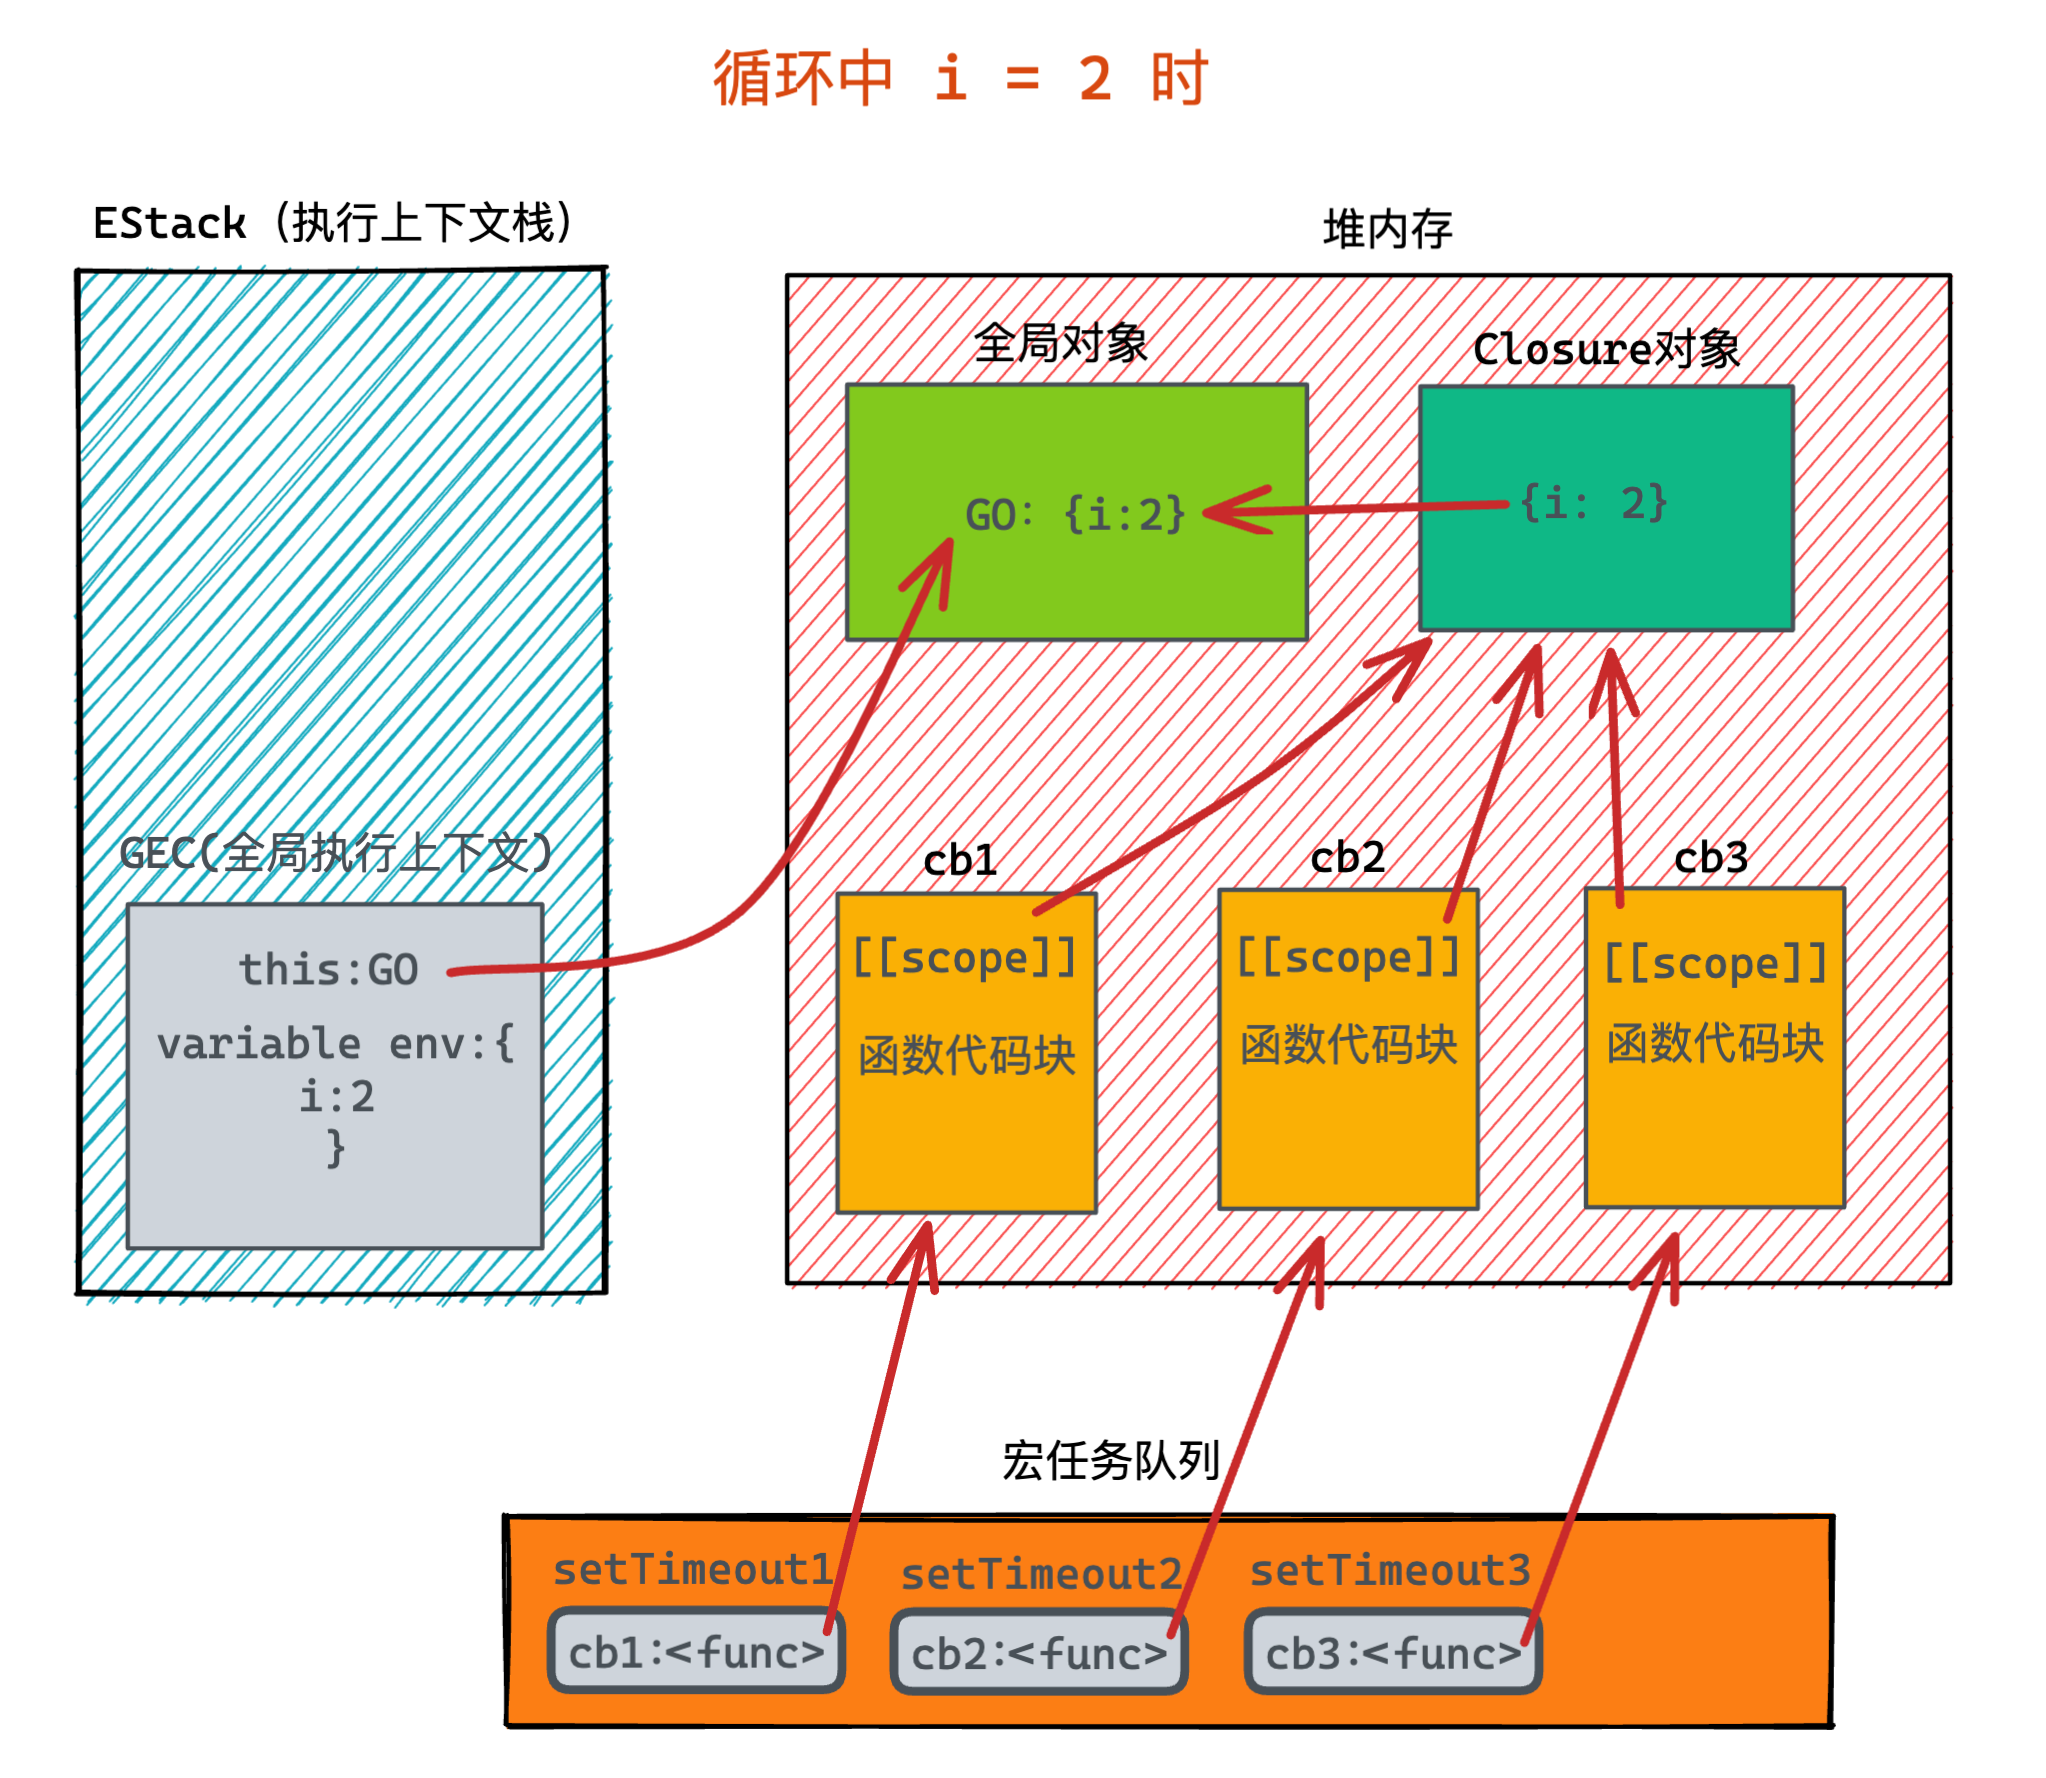 循环中 i = 2 时
EStack (执行上下文栈)
GEC(全局执行上下文)
this:GO
variable env:{
i:2
}
堆内存
全局对象
GO: {i:2}
Closure对象
{i: 2}
cb1
[[scope]]
函数代码块
cb2
[[scope]]
函数代码块
cb3
[[scope]]
函数代码块
宏任务队列
setTimeout1
cb1:<func>
setTimeout2
cb2:<func>
setTimeout3
cb3:<func>